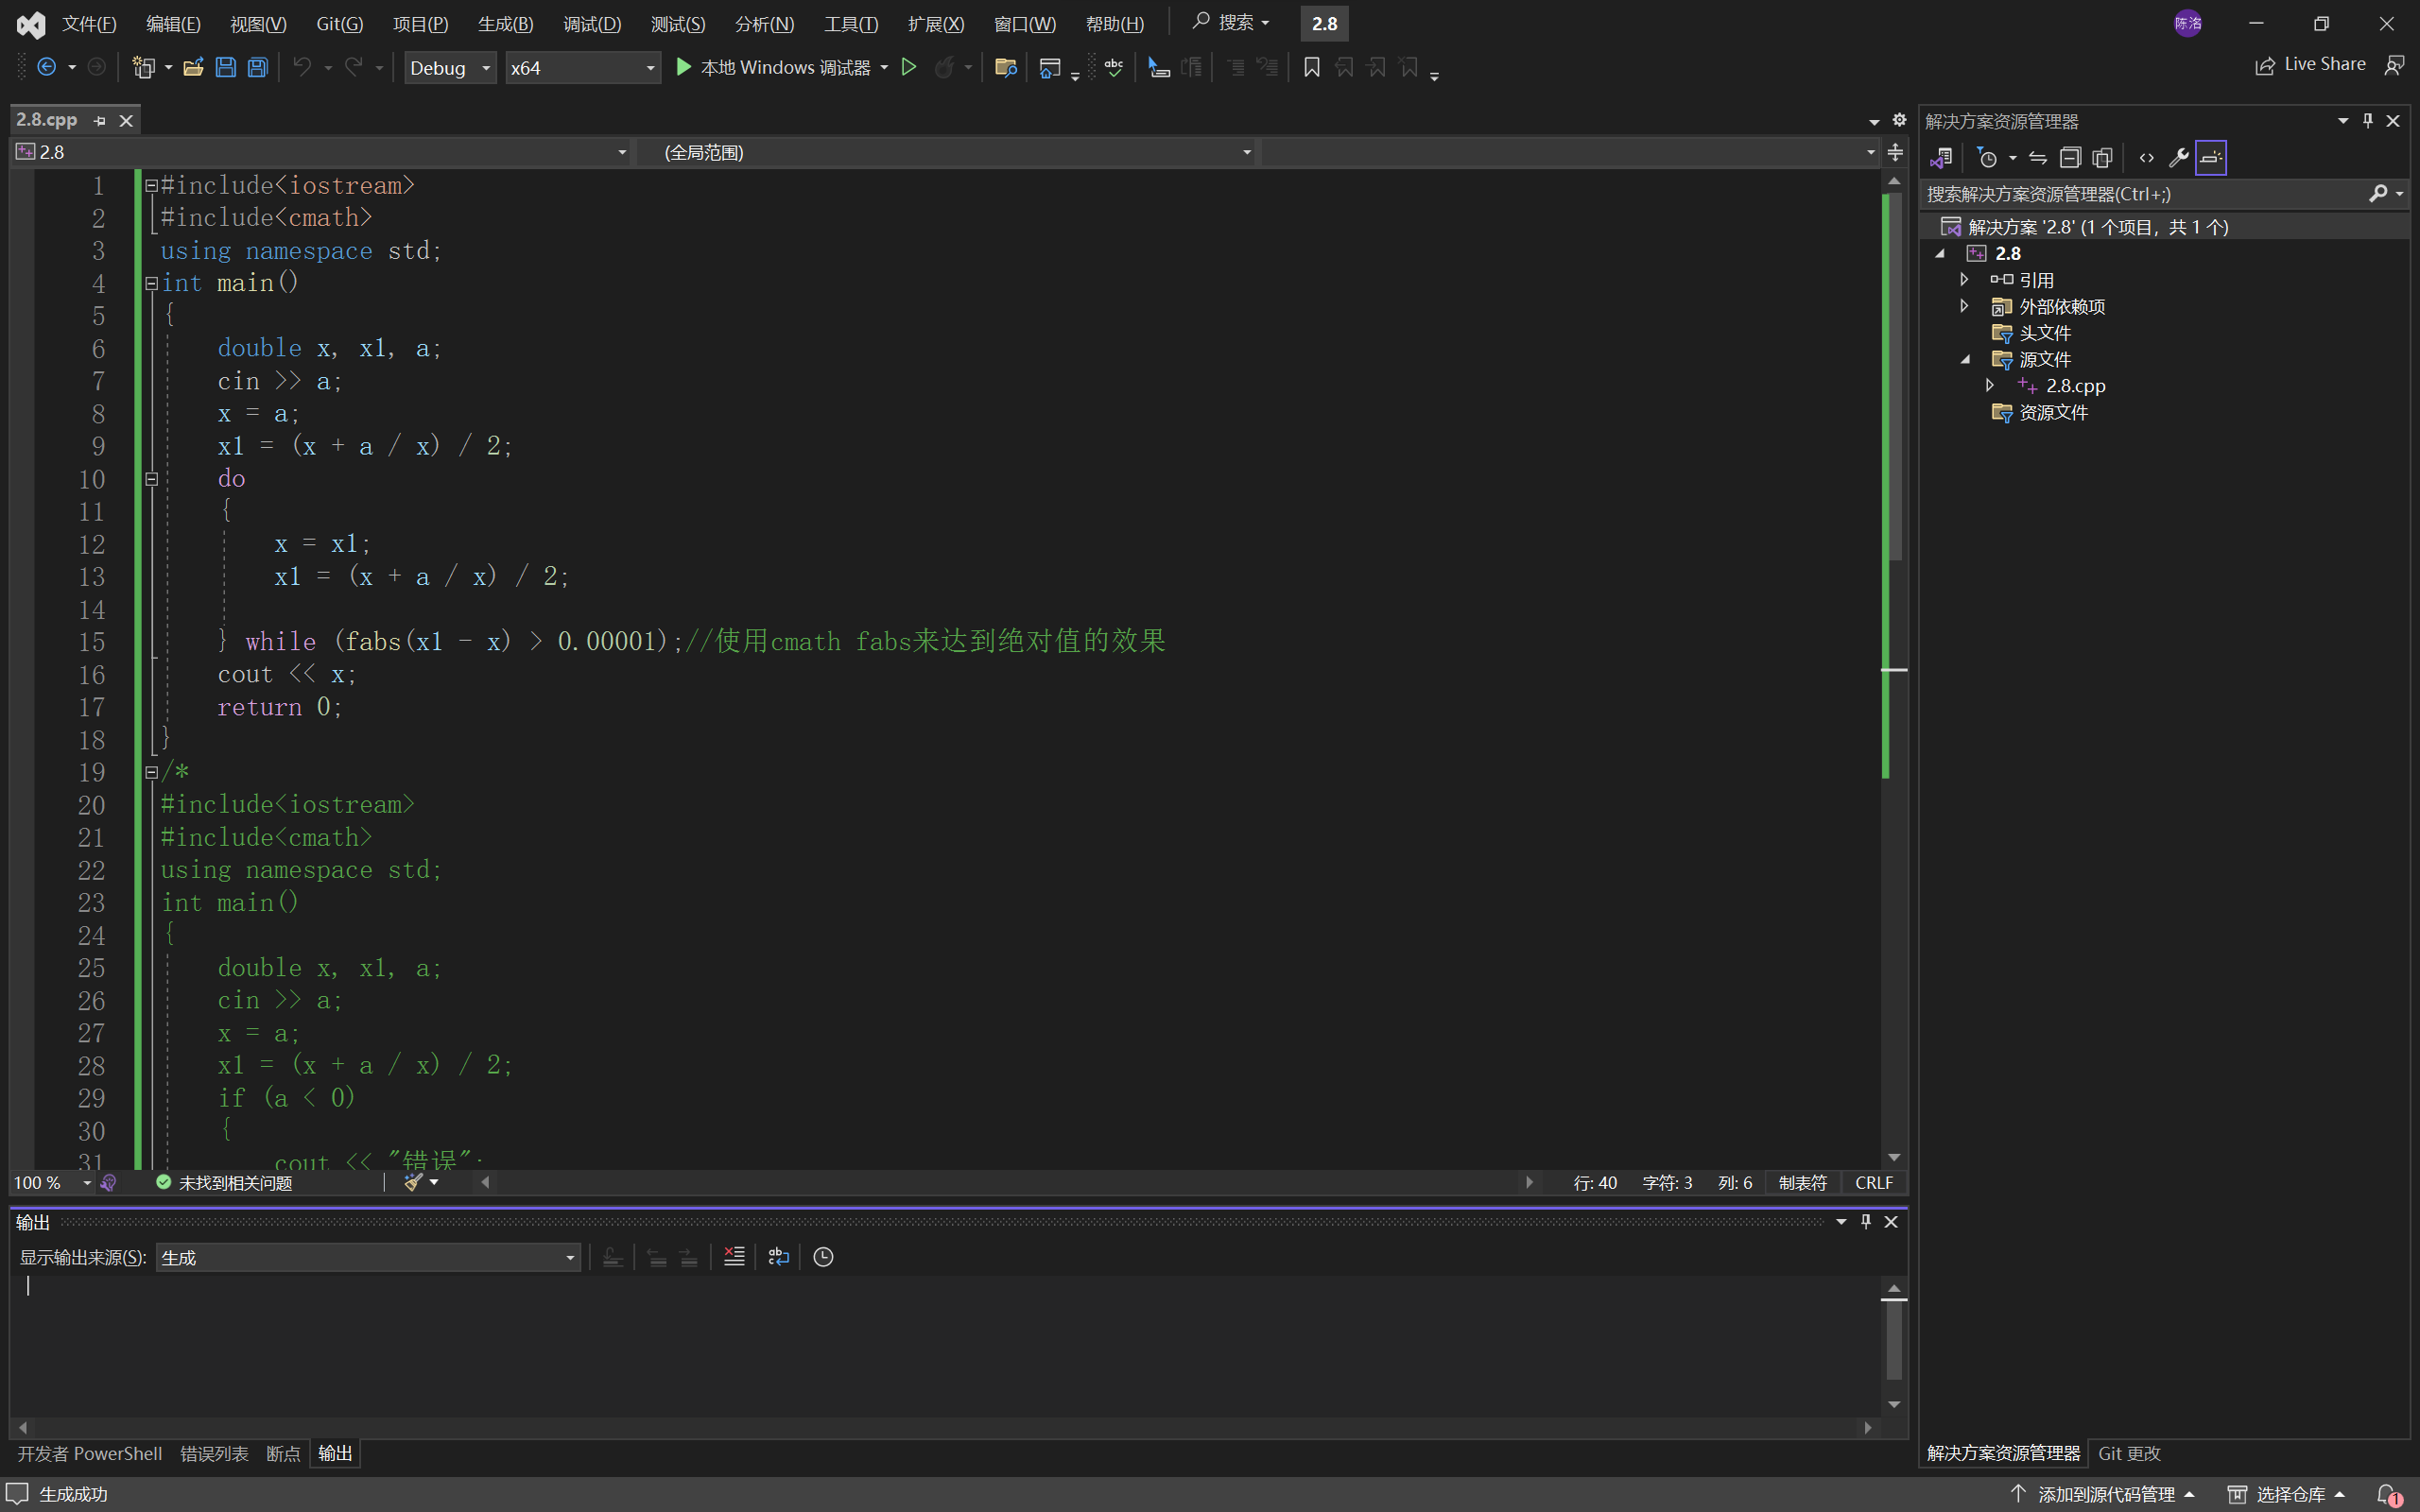 文件(F) 编辑(E) 视图(V) Git(G) 项目(P) 生成(B) 调试(D) 测试(S) 分析(N) 工具(T) 扩展(X) 窗口(W) 帮助(H) 搜索 2.8 陈洛
Debug x64 本地 Windows 调试器 Live Share
2.8.cpp
2.8 (全局范围)
1 #include<iostream>
2 #include<cmath>
3 using namespace std;
4 int main()
5 {
6 double x, x1, a;
7 cin >> a;
8 x = a;
9 x1 = (x + a / x) / 2;
10 do
11 {
12 x = x1;
13 x1 = (x + a / x) / 2;
14
15 } while (fabs(x1 - x) > 0.00001);//使用cmath fabs来达到绝对值的效果
16 cout << x;
17 return 0;
18 }
19 /*
20 #include<iostream>
21 #include<cmath>
22 using namespace std;
23 int main()
24 {
25 double x, x1, a;
26 cin >> a;
27 x = a;
28 x1 = (x + a / x) / 2;
29 if (a < 0)
30 {
31 cout << "错误";
100 % 未找到相关问题 行: 40 字符: 3 列: 6 制表符 CRLF
输出
显示输出来源(S): 生成
开发者 PowerShell 错误列表 断点 输出
解决方案资源管理器
搜索解决方案资源管理器(Ctrl+;)
解决方案 '2.8' (1 个项目, 共 1 个)
2.8
引用
外部依赖项
头文件
源文件
2.8.cpp
资源文件
解决方案资源管理器 Git 更改
生成成功 添加到源代码管理 选择仓库 1